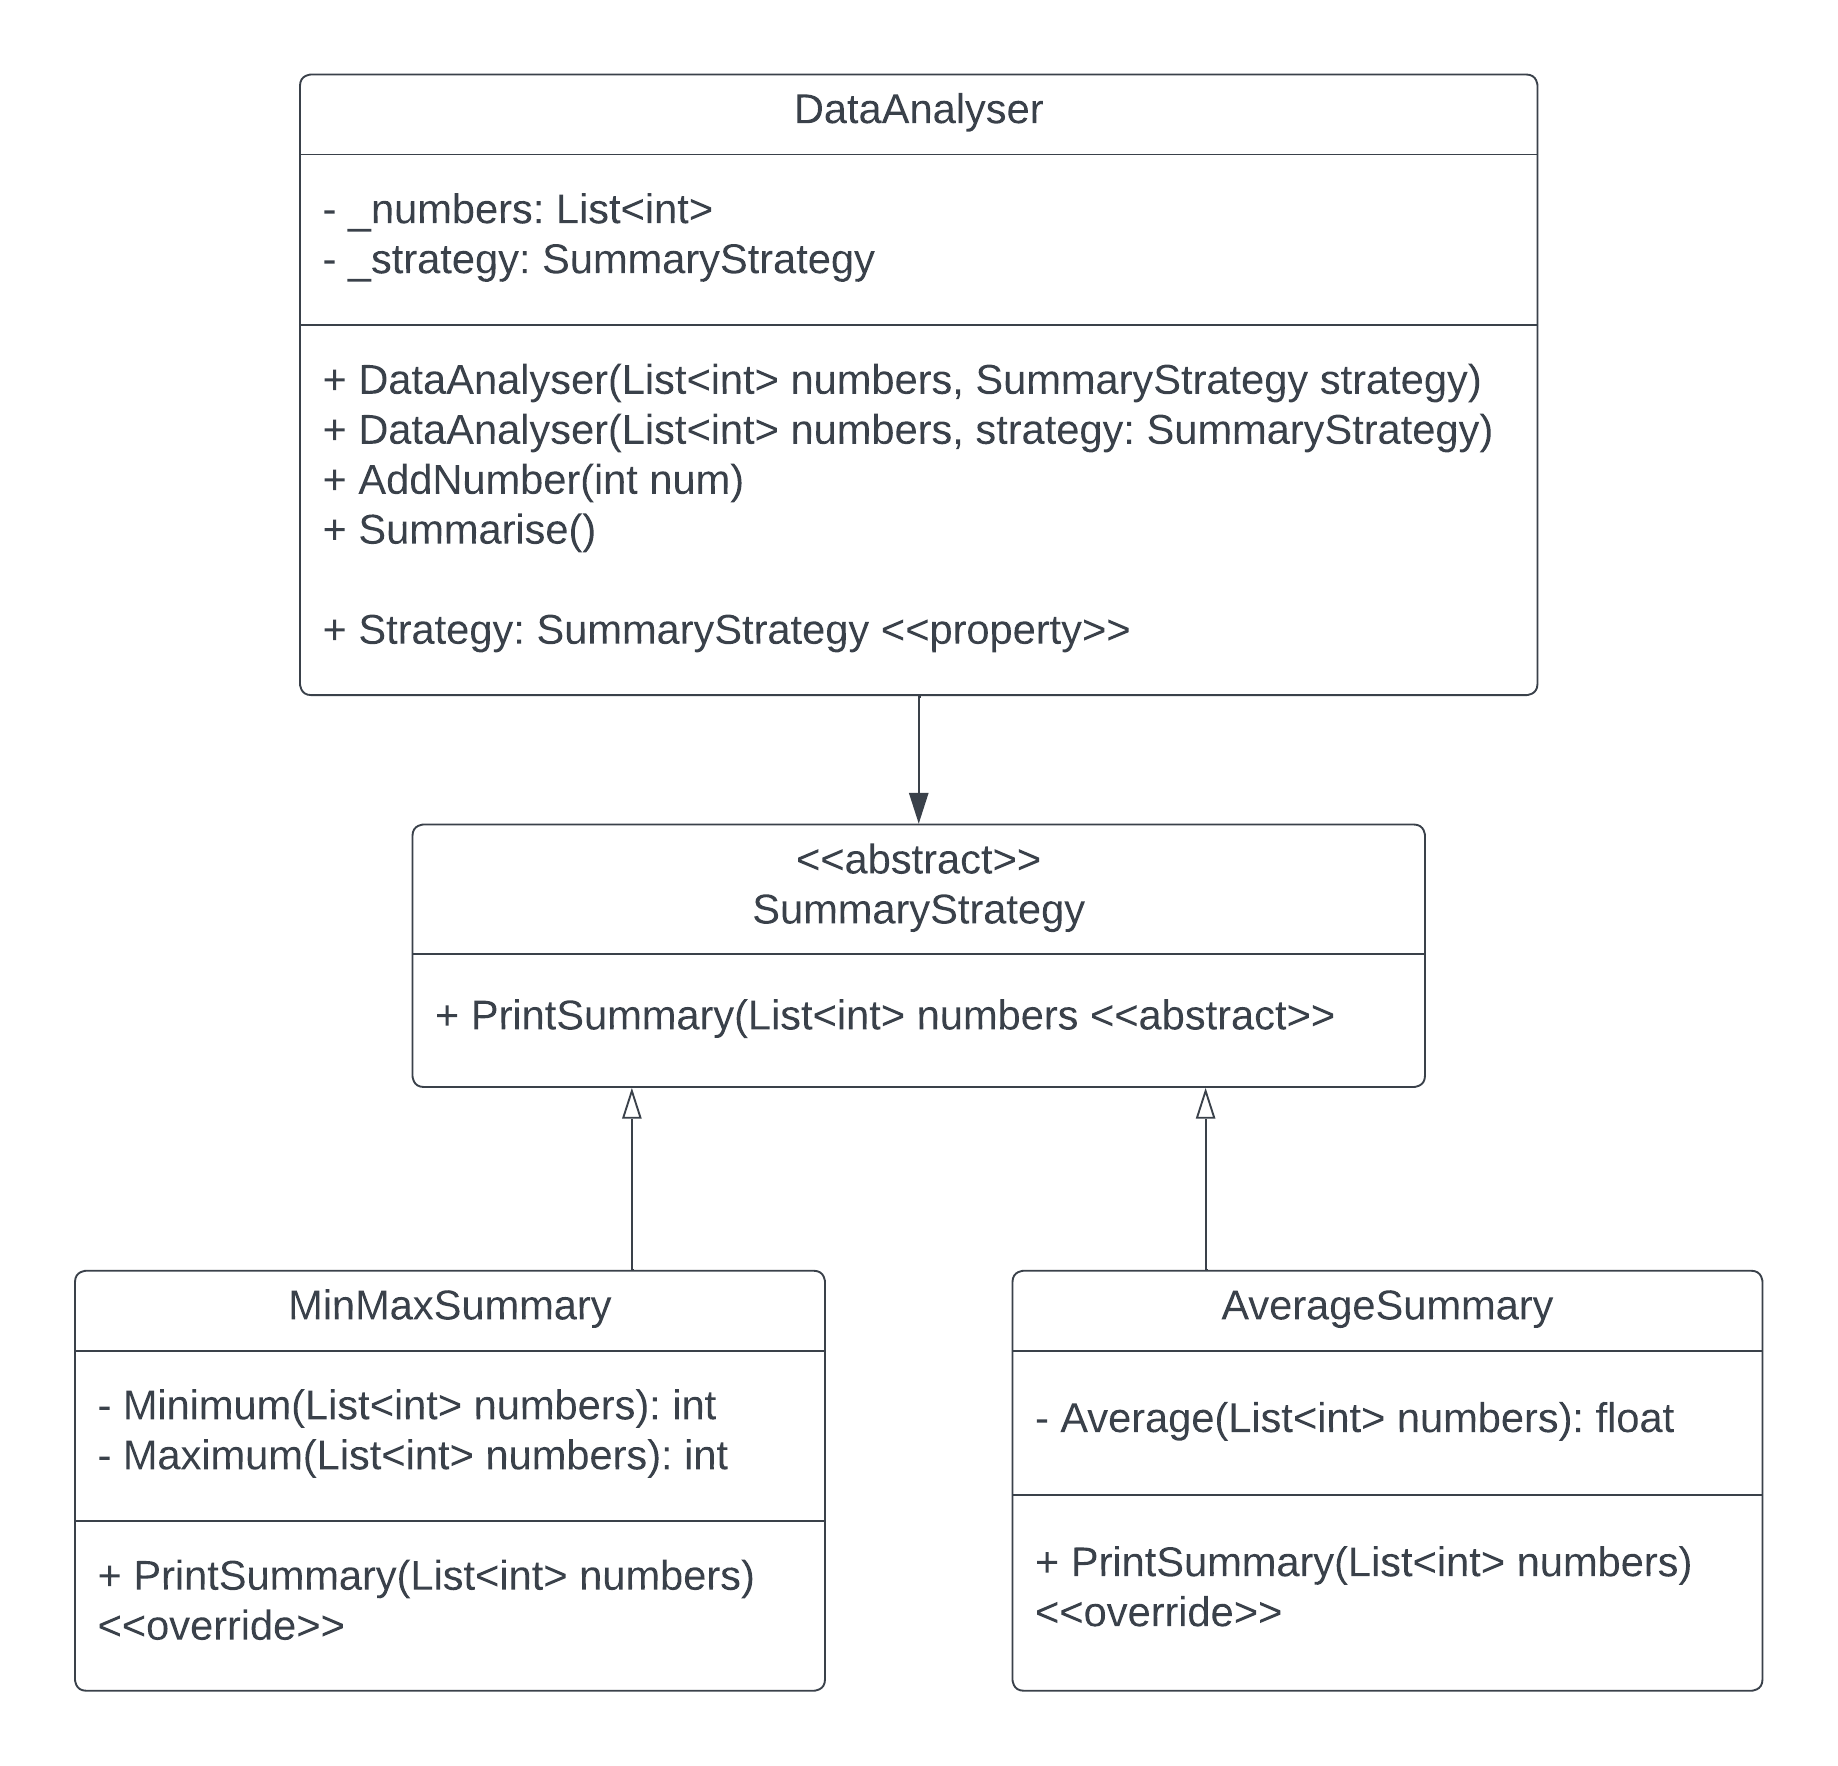 DataAnalyser
- _numbers: List<int>
- _strategy: SummaryStrategy
+ DataAnalyser(List<int> numbers, SummaryStrategy strategy)
+ DataAnalyser(List<int> numbers, strategy: SummaryStrategy)
+ AddNumber(int num)
+ Summarise()
+ Strategy: SummaryStrategy <<property>>
<<abstract>>
SummaryStrategy
+ PrintSummary(List<int> numbers <<abstract>>
MinMaxSummary
- Minimum(List<int> numbers): int
- Maximum(List<int> numbers): int
+ PrintSummary(List<int> numbers)
<<override>>
AverageSummary
- Average(List<int> numbers): float
+ PrintSummary(List<int> numbers)
<<override>>